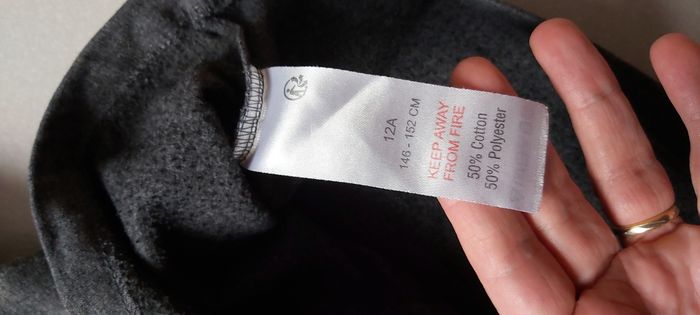 12A
146 - 152 CM
KEEP AWAY
FROM FIRE
50% Cotton
50% Polyester